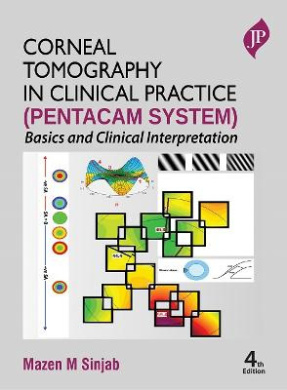 JP
CORNEAL
TOMOGRAPHY
IN CLINICAL PRACTICE
(PENTACAM SYSTEM)
Basics and Clinical Interpretation
Mazen M Sinjab
4th
Edition